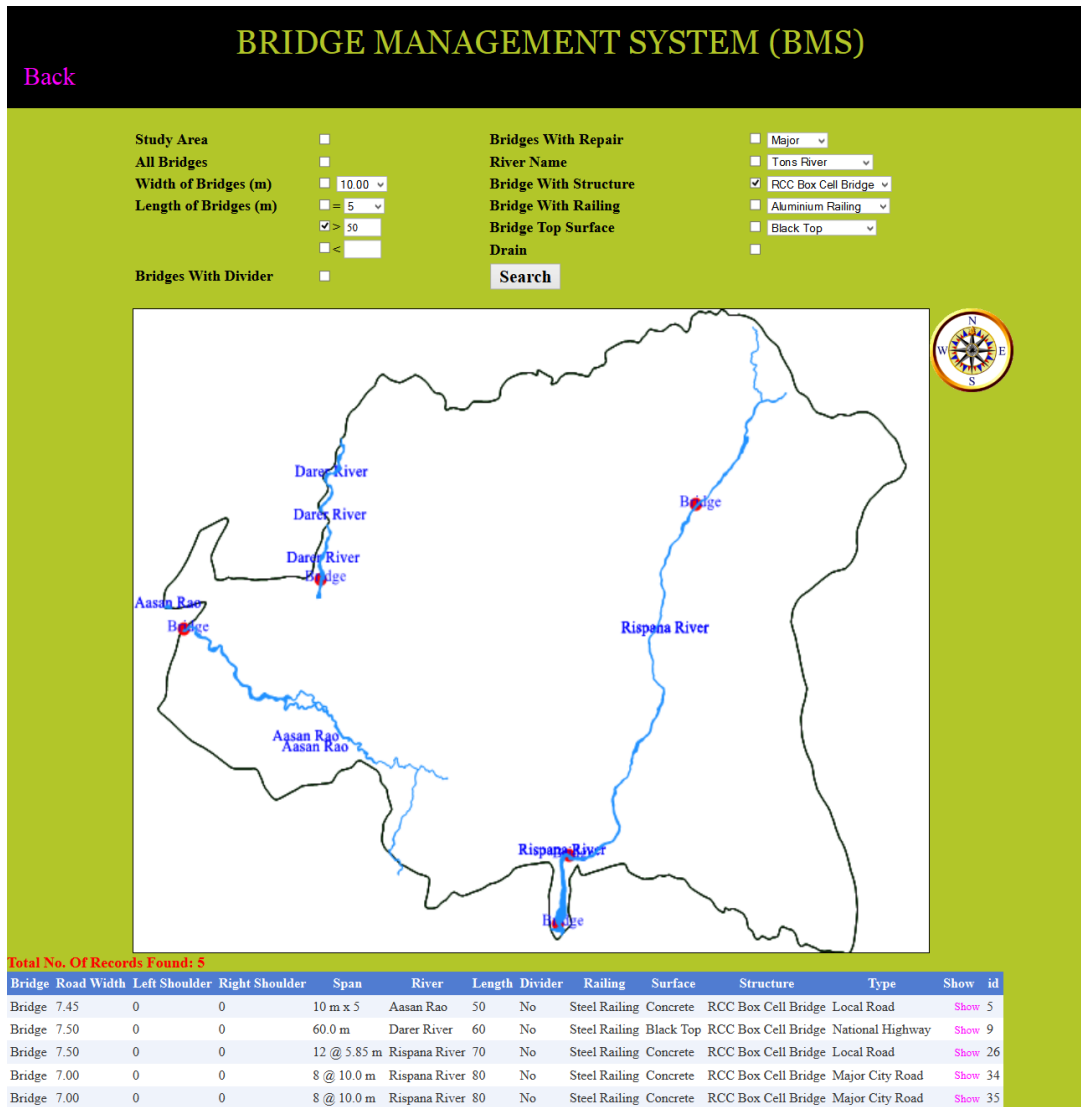 BRIDGE MANAGEMENT SYSTEM (BMS)
Back
Study Area
Bridges With Repair Major
All Bridges
River Name Tons River
Width of Bridges (m) 10.00
Bridge With Structure RCC Box Cell Bridge
Length of Bridges (m) = 5
Bridge With Railing Aluminium Railing
> 50
Bridge Top Surface Black Top
<
Drain
Bridges With Divider
Search
N
W E
S
Darer River
Darer River
Darer River
Bridge
Bridge
Aasan Rao
Bridge
Rispana River
Aasan Rao
Aasan Rao
Rispana River
Bridge
Total No. Of Records Found: 5
Bridge Road Width Left Shoulder Right Shoulder Span River Length Divider Railing Surface Structure Type Show id
Bridge 7.45 0 0 10 m x 5 Aasan Rao 50 No Steel Railing Concrete RCC Box Cell Bridge Local Road Show 5
Bridge 7.50 0 0 60.0 m Darer River 60 No Steel Railing Black Top RCC Box Cell Bridge National Highway Show 9
Bridge 7.50 0 0 12 @ 5.85 m Rispana River 70 No Steel Railing Concrete RCC Box Cell Bridge Local Road Show 26
Bridge 7.00 0 0 8 @ 10.0 m Rispana River 80 No Steel Railing Concrete RCC Box Cell Bridge Major City Road Show 34
Bridge 7.00 0 0 8 @ 10.0 m Rispana River 80 No Steel Railing Concrete RCC Box Cell Bridge Major City Road Show 35